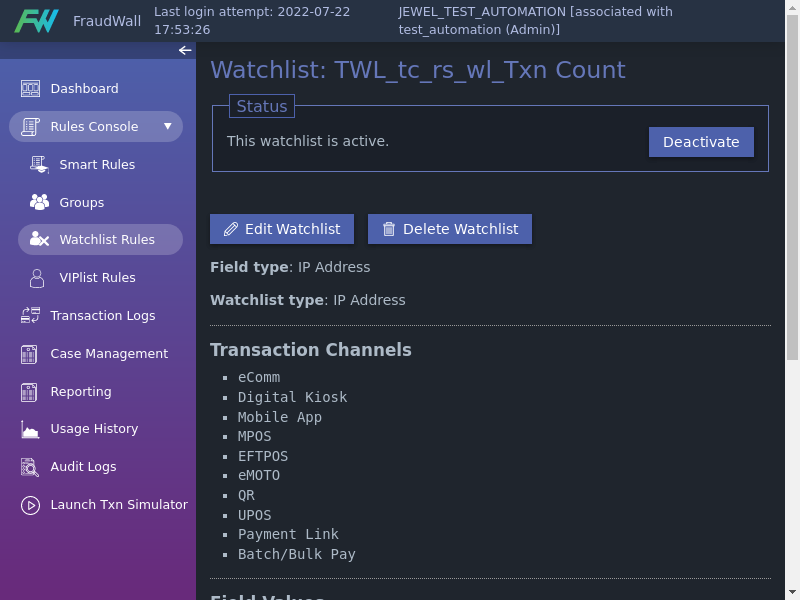 FraudWall
Last login attempt: 2022-07-22
17:53:26
JEWEL_TEST_AUTOMATION [associated with
test_automation (Admin)]
Dashboard
Rules Console
Smart Rules
Groups
Watchlist Rules
VIPlist Rules
Transaction Logs
Case Management
Reporting
Usage History
Audit Logs
Launch Txn Simulator
Watchlist: TWL_tc_rs_wl_Txn Count
Status
This watchlist is active.
Deactivate
Edit Watchlist
Delete Watchlist
Field type: IP Address
Watchlist type: IP Address
Transaction Channels
eComm
Digital Kiosk
Mobile App
MPOS
EFTPOS
eMOTO
QR
UPOS
Payment Link
Batch/Bulk Pay
Field Values